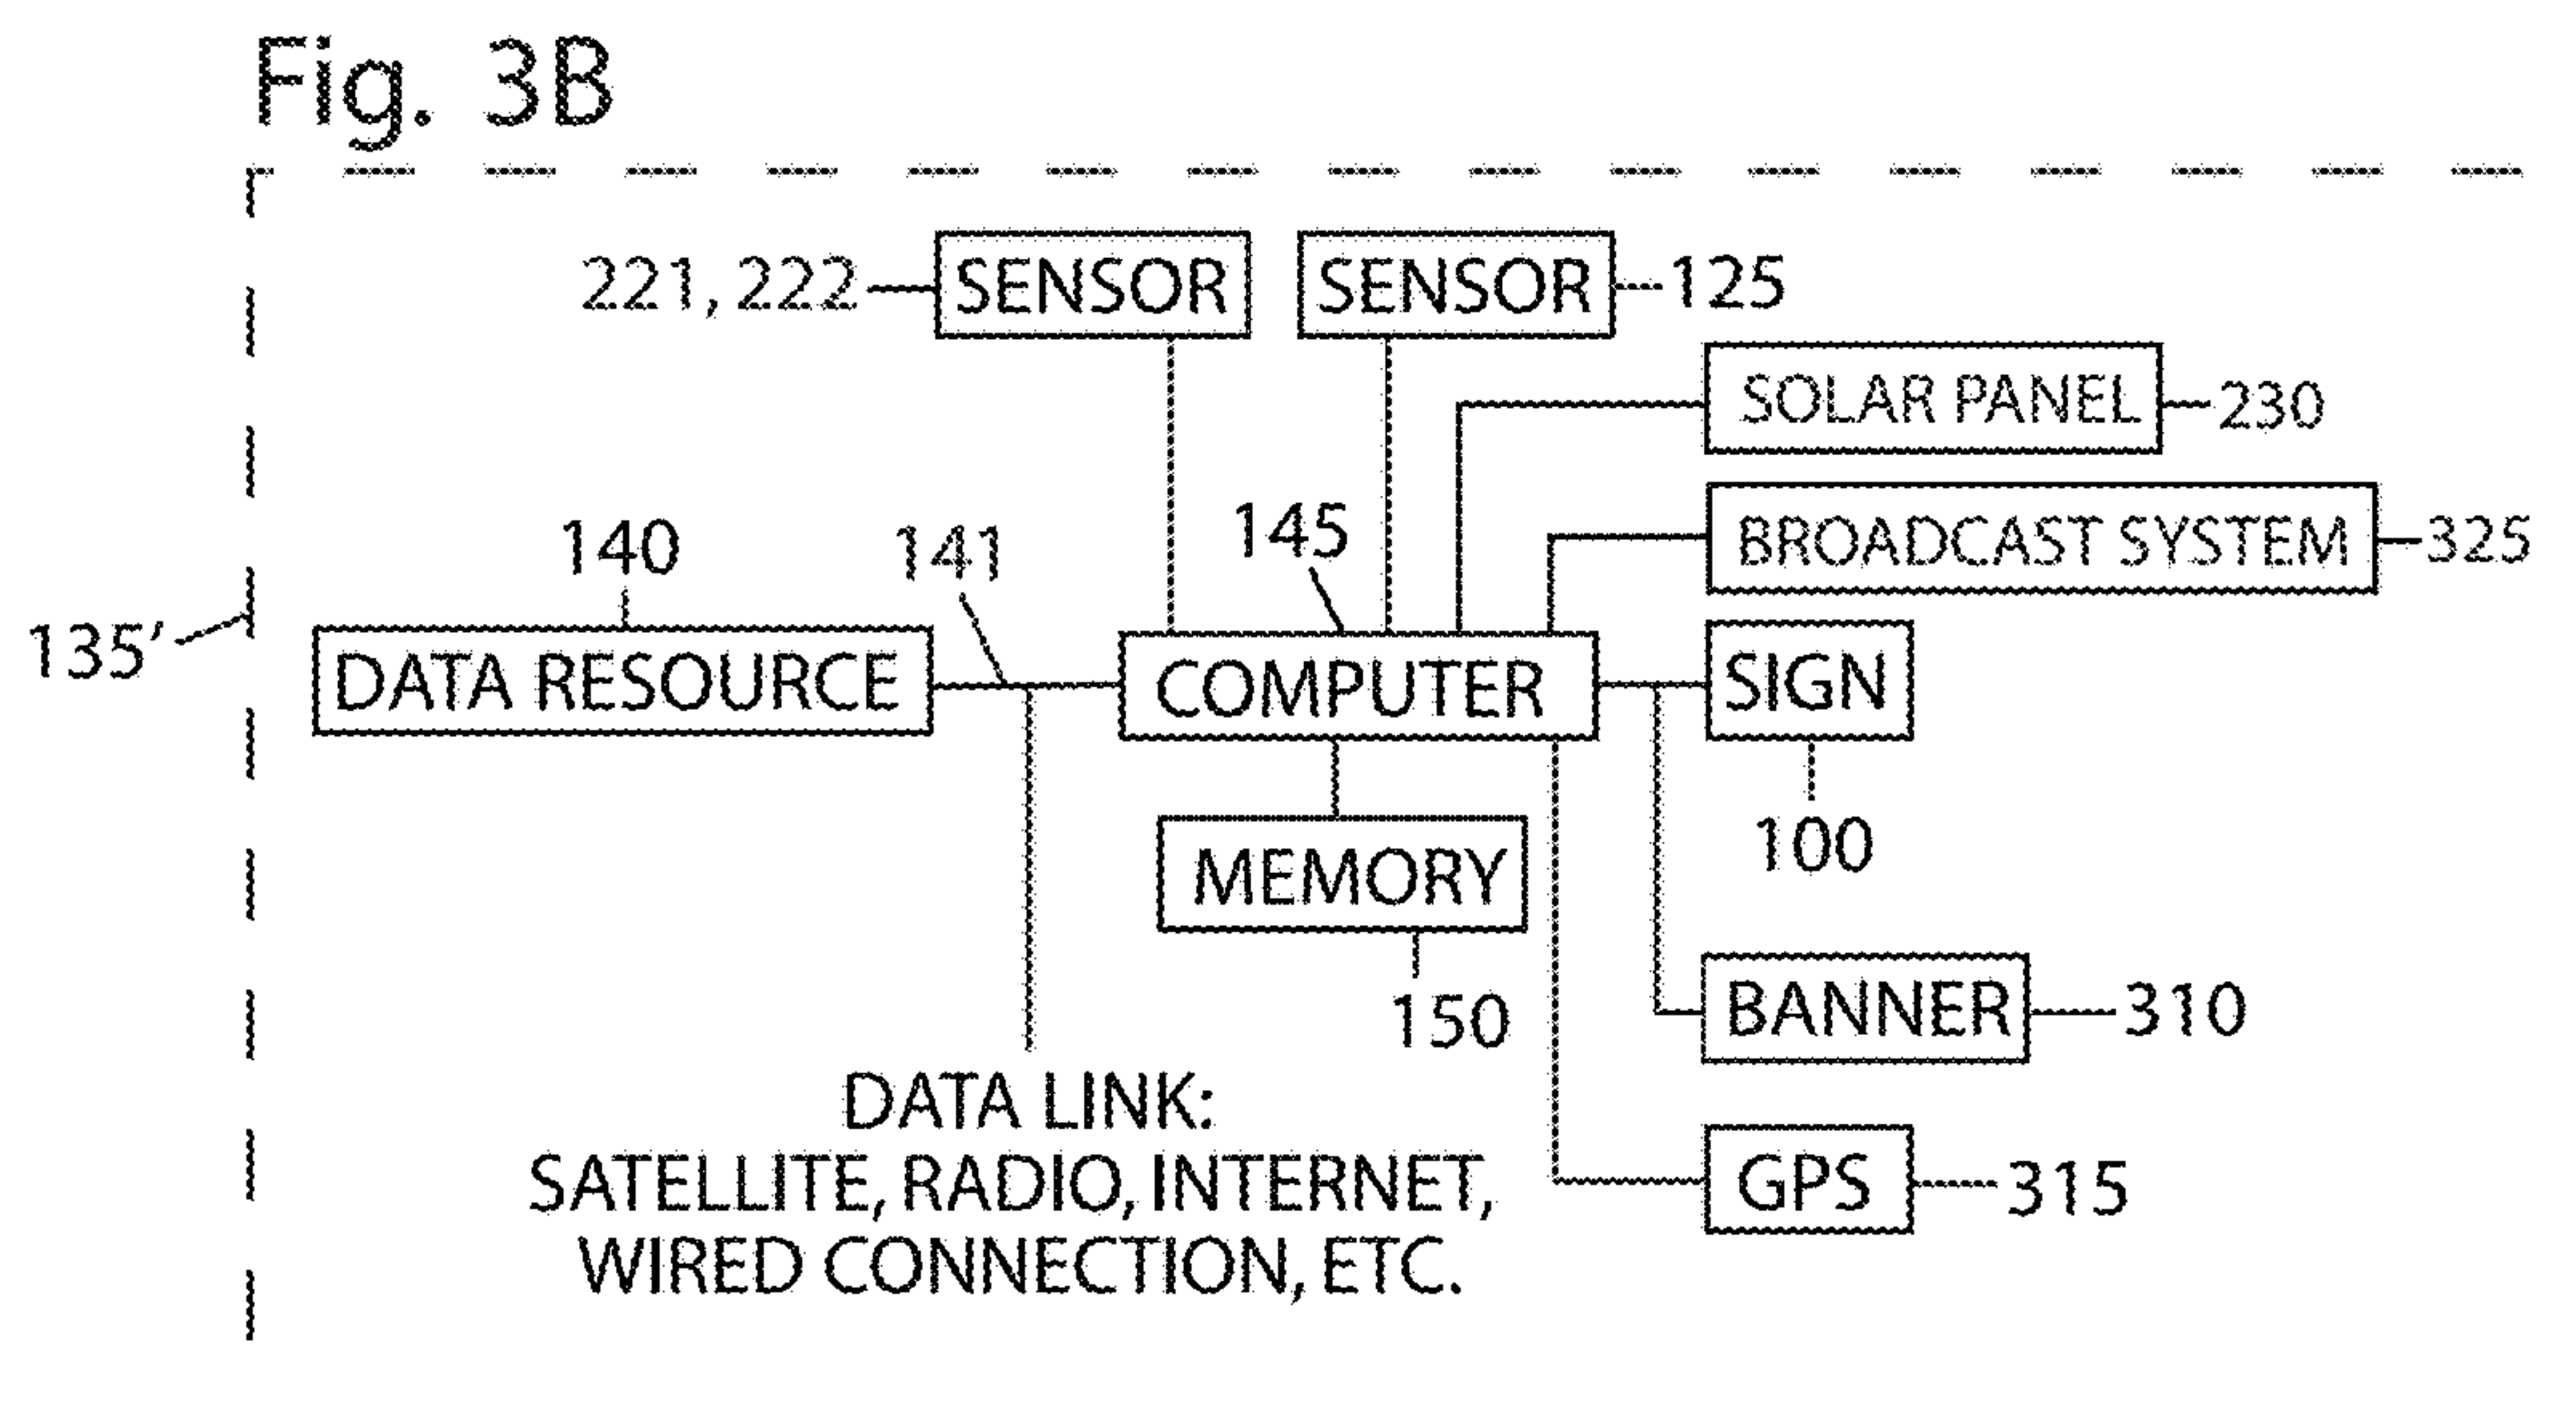 Fig. 3B
221, 222
SENSOR
SENSOR
125
SOLAR PANEL
230
BROADCAST SYSTEM
325
140
141
145
135’
DATA RESOURCE
COMPUTER
SIGN
100
MEMORY
150
BANNER
310
DATA LINK:
SATELLITE, RADIO, INTERNET,
WIRED CONNECTION, ETC.
GPS
315